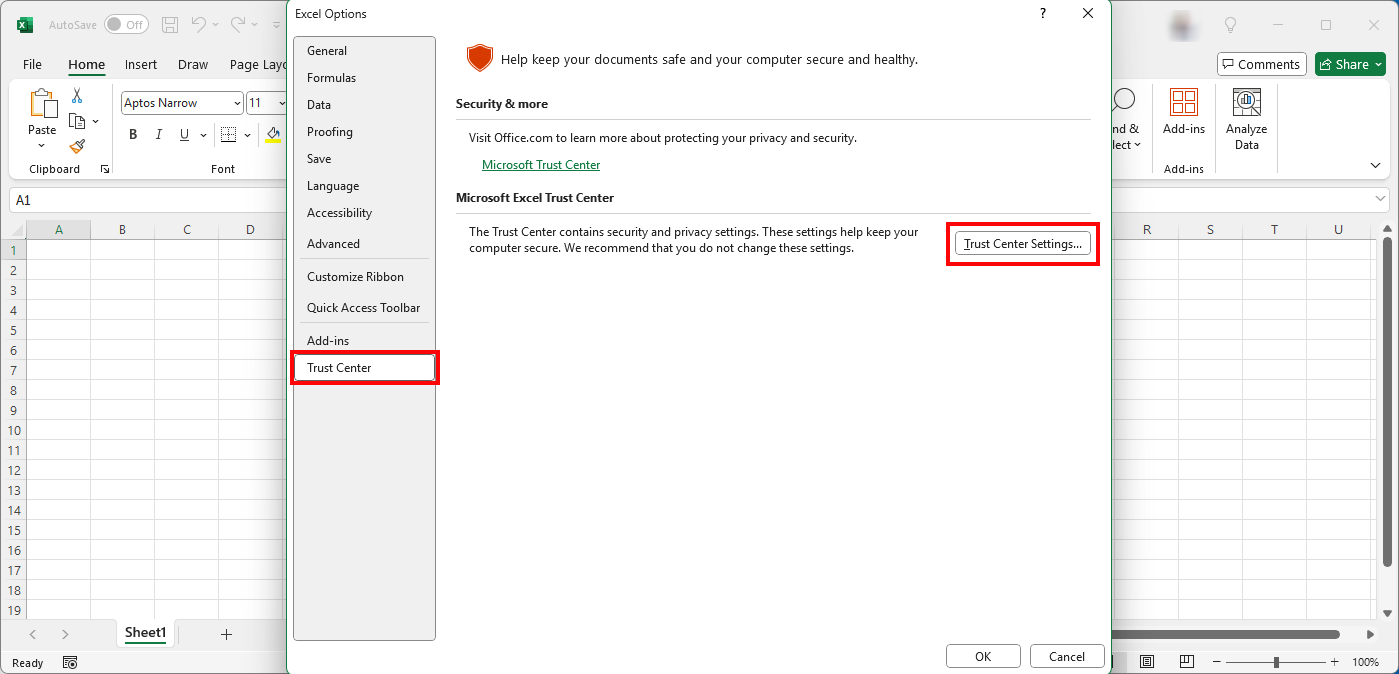 Excel Options
?
AutoSave Off
File Home Insert Draw Page Layo
Comments Share
Paste
Aptos Narrow 11
B I U
Clipboard
Font
nd &
lect
Add-ins
Add-ins
Analyze
Data
A1
A B C D
R S T U
1
2
3
4
5
6
7
8
9
10
11
12
13
14
15
16
17
18
19
General
Formulas
Data
Proofing
Save
Language
Accessibility
Advanced
Customize Ribbon
Quick Access Toolbar
Add-ins
Trust Center
Help keep your documents safe and your computer secure and healthy.
Security & more
Visit Office.com to learn more about protecting your privacy and security.
Microsoft Trust Center
Microsoft Excel Trust Center
The Trust Center contains security and privacy settings. These settings help keep your
computer secure. We recommend that you do not change these settings.
Trust Center Settings...
OK Cancel
Sheet1
Ready
100%